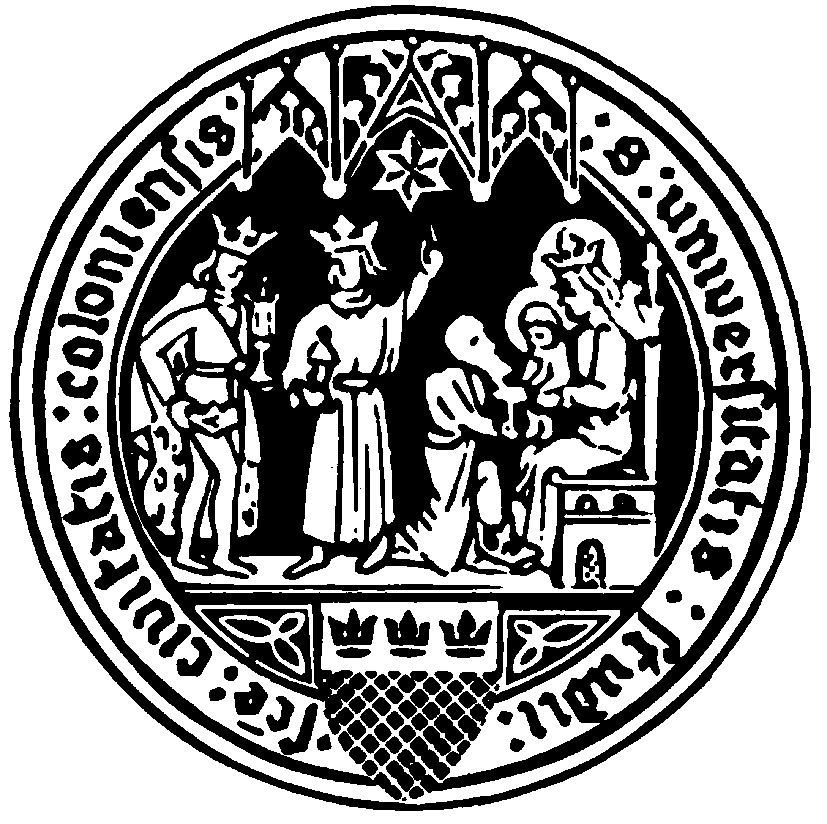 · s · universitatis · studii : · sce : civitatis : coloniensis ·